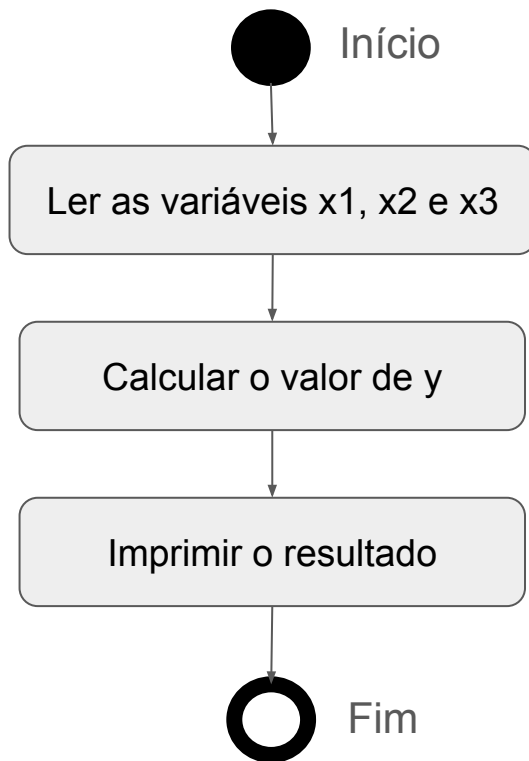 Início
Ler as variáveis x1, x2 e x3
Calcular o valor de y
Imprimir o resultado
Fim